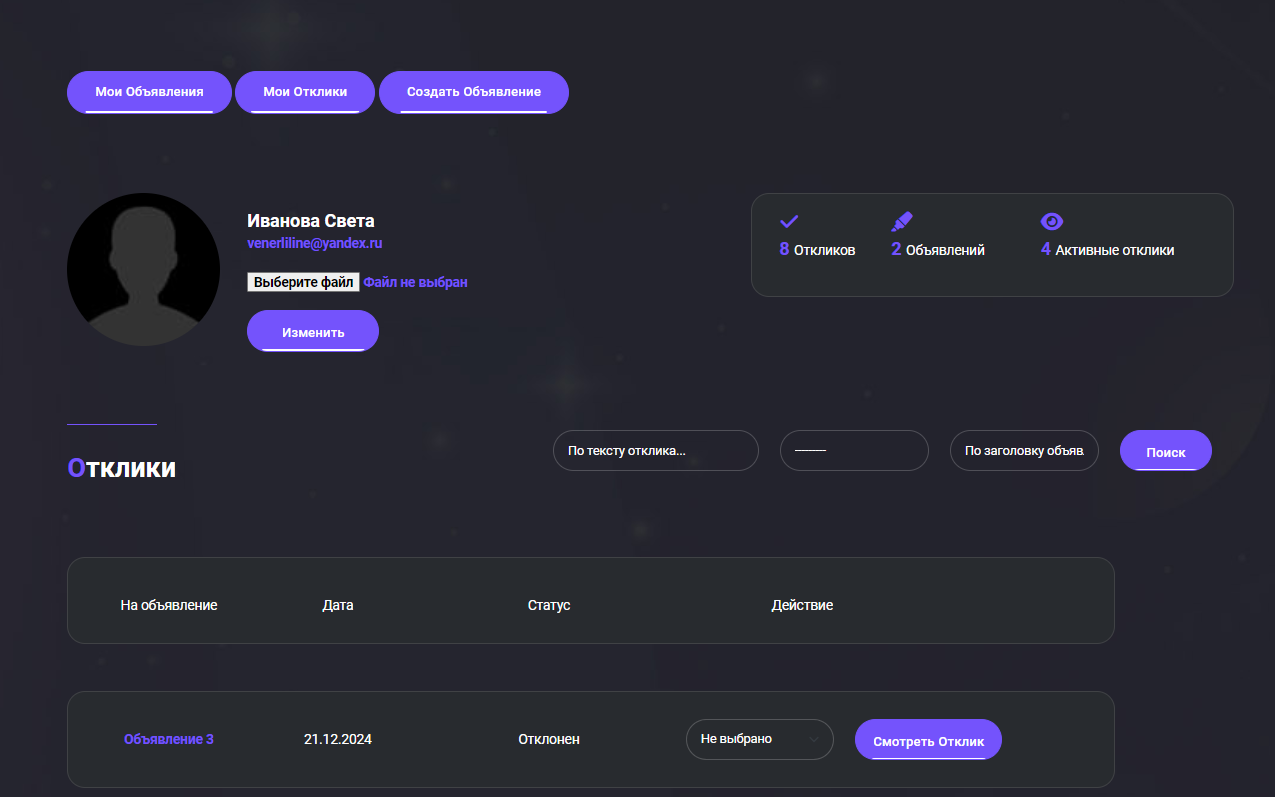 Мои Объявления Мои Отклики Создать Объявление
Иванова Света
venerliline@yandex.ru
Выберите файл Файл не выбран
Изменить
8 Откликов 2 Объявлений 4 Активные отклики
Отклики
По тексту отклика... --------- По заголовку объяв Поиск
На объявление Дата Статус Действие
Объявление 3 21.12.2024 Отклонен Не выбрано Смотреть Отклик